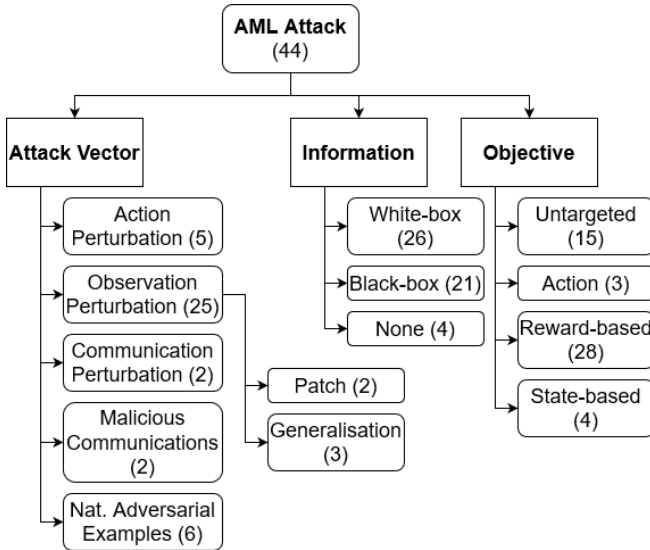 AML Attack
(44)
Attack Vector
Information
Objective
Action
Perturbation (5)
Observation
Perturbation (25)
Communication
Perturbation (2)
Malicious
Communications
(2)
Nat. Adversarial
Examples (6)
Patch (2)
Generalisation
(3)
White-box
(26)
Black-box (21)
None (4)
Untargeted
(15)
Action (3)
Reward-based
(28)
State-based
(4)